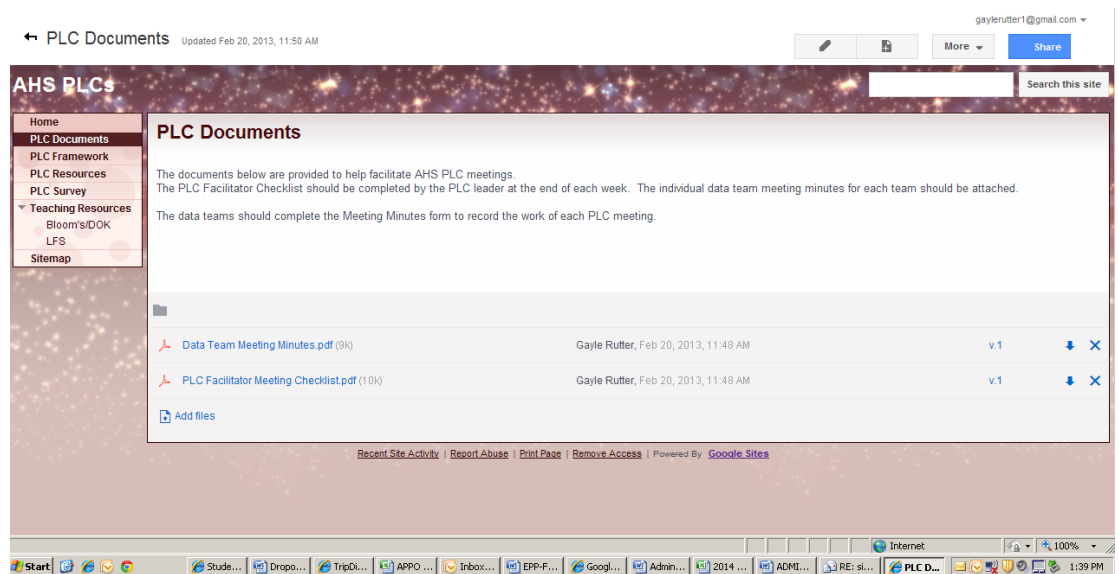 gaylerutter1@gmail.com
PLC Documents Updated Feb 20, 2013, 11:50 AM
More
Share
AHS PLCs
Search this site
Home
PLC Documents
PLC Framework
PLC Resources
PLC Survey
Teaching Resources
Bloom's/DOK
LFS
Sitemap
PLC Documents
The documents below are provided to help facilitate AHS PLC meetings.
The PLC Facilitator Checklist should be completed by the PLC leader at the end of each week. The individual data team meeting minutes for each team should be attached.
The data teams should complete the Meeting Minutes form to record the work of each PLC meeting.
Data Team Meeting Minutes.pdf (9k) Gayle Rutter, Feb 20, 2013, 11:48 AM v.1
PLC Facilitator Meeting Checklist.pdf (10k) Gayle Rutter, Feb 20, 2013, 11:48 AM v.1
Add files
Recent Site Activity | Report Abuse | Print Page | Remove Access | Powered By Google Sites
Internet 100%
Start Stude... Dropo... TripDi... APPO ... Inbox... EPP-F... Googl... Admin... 2014 ... ADMI... RE: si... PLC D... 1:39 PM